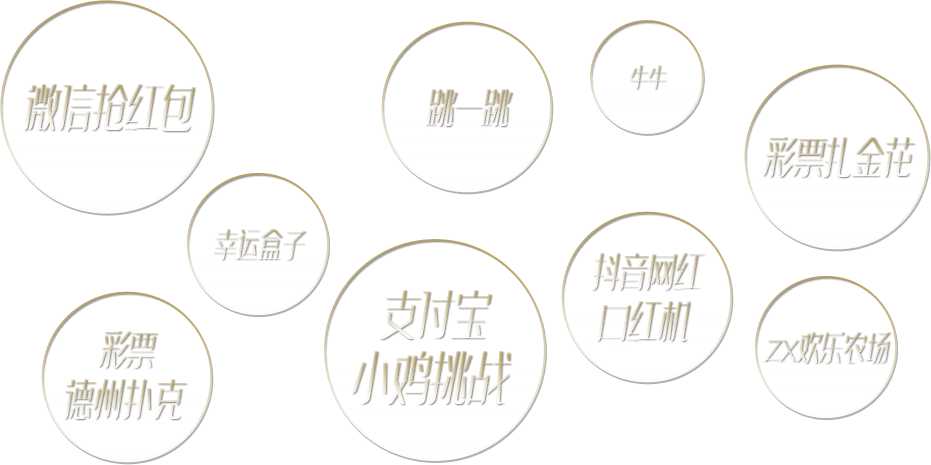 微信抢红包
跳一跳
牛牛
彩票扎金花
幸运盒子
抖音网红
口红机
支付宝
小鸡挑战
彩票
德州扑克
ZX欢乐农场